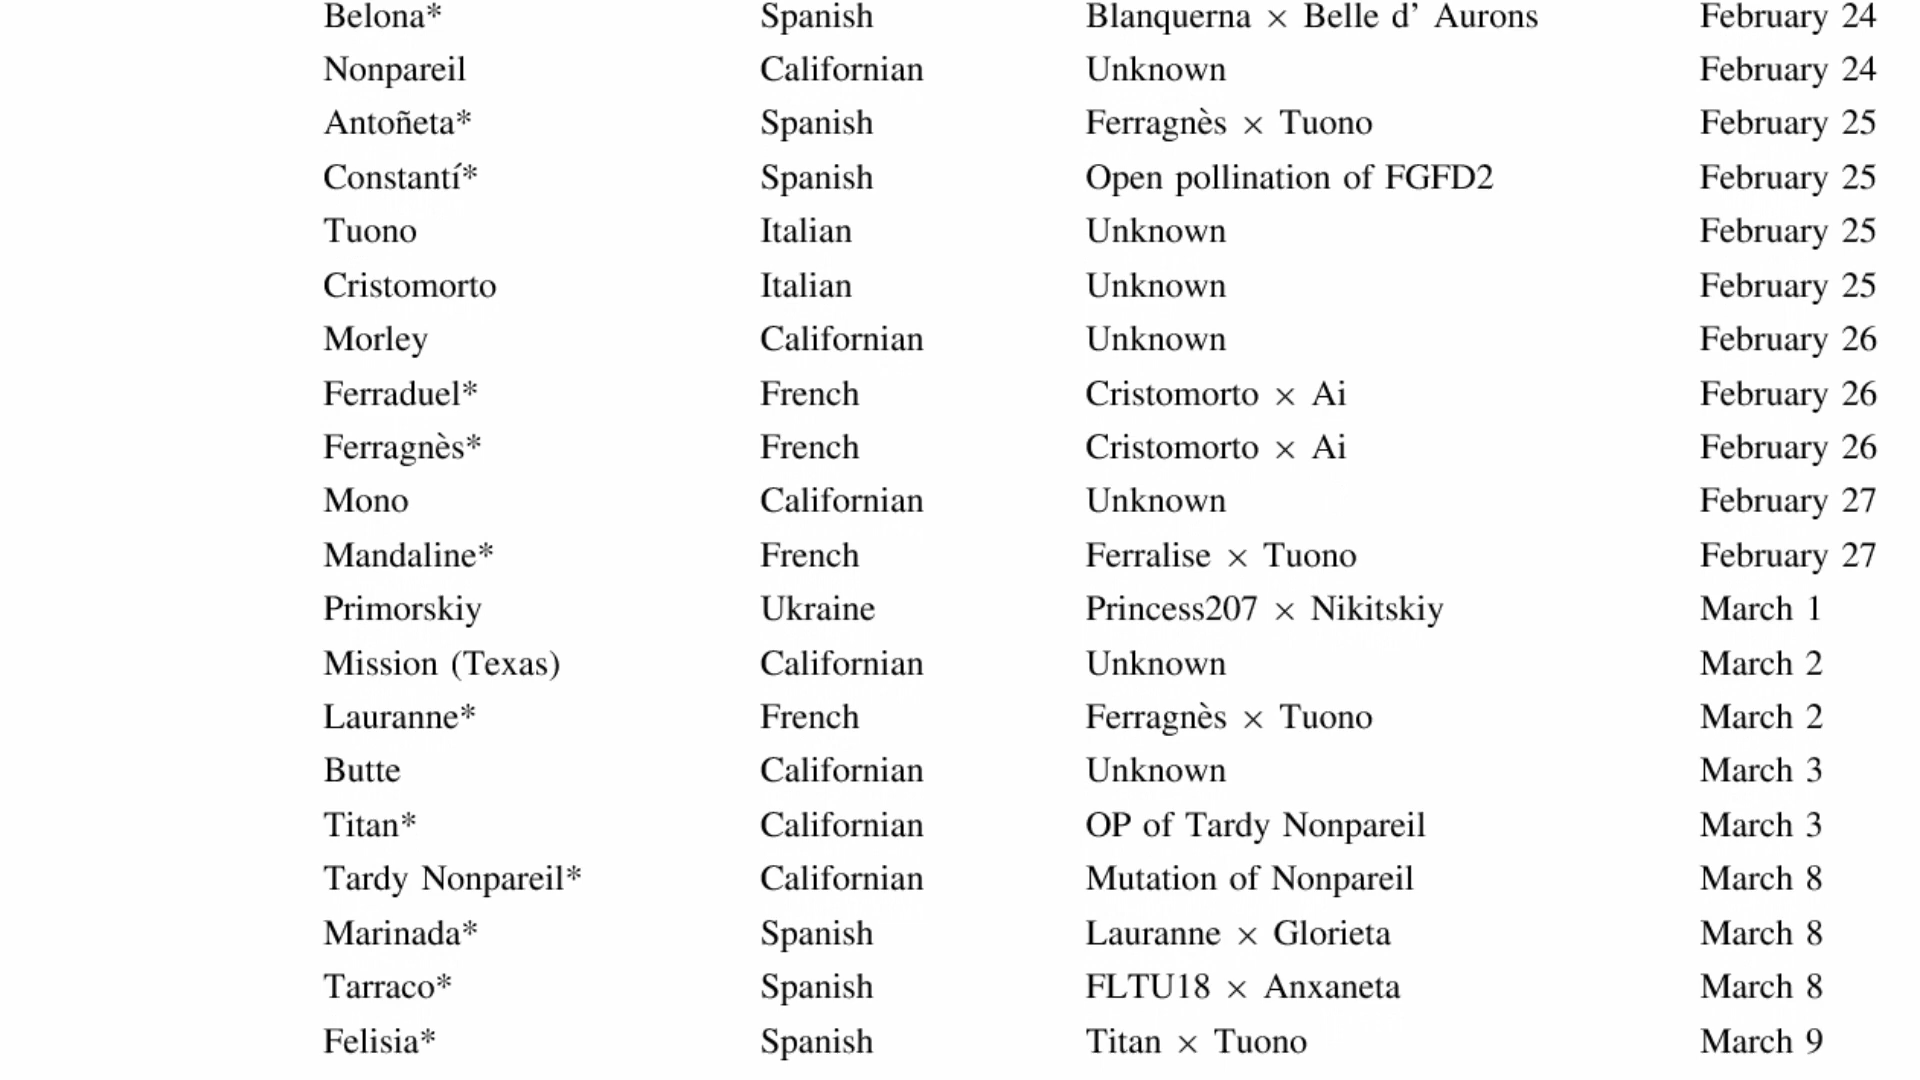 Belona* Spanish Blanquerna × Belle d’ Aurons February 24
Nonpareil Californian Unknown February 24
Antoñeta* Spanish Ferragnès × Tuono February 25
Constantí* Spanish Open pollination of FGFD2 February 25
Tuono Italian Unknown February 25
Cristomorto Italian Unknown February 25
Morley Californian Unknown February 26
Ferraduel* French Cristomorto × Ai February 26
Ferragnès* French Cristomorto × Ai February 26
Mono Californian Unknown February 27
Mandaline* French Ferralise × Tuono February 27
Primorskiy Ukraine Princess207 × Nikitskiy March 1
Mission (Texas) Californian Unknown March 2
Lauranne* French Ferragnès × Tuono March 2
Butte Californian Unknown March 3
Titan* Californian OP of Tardy Nonpareil March 3
Tardy Nonpareil* Californian Mutation of Nonpareil March 8
Marinada* Spanish Lauranne × Glorieta March 8
Tarraco* Spanish FLTU18 × Anxaneta March 8
Felisia* Spanish Titan × Tuono March 9